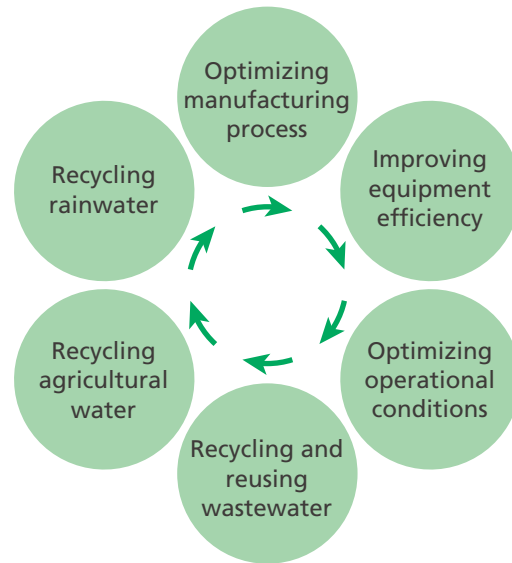 Optimizing
manufacturing
process
Improving
equipment
efficiency
Optimizing
operational
conditions
Recycling and
reusing
wastewater
Recycling
agricultural
water
Recycling
rainwater